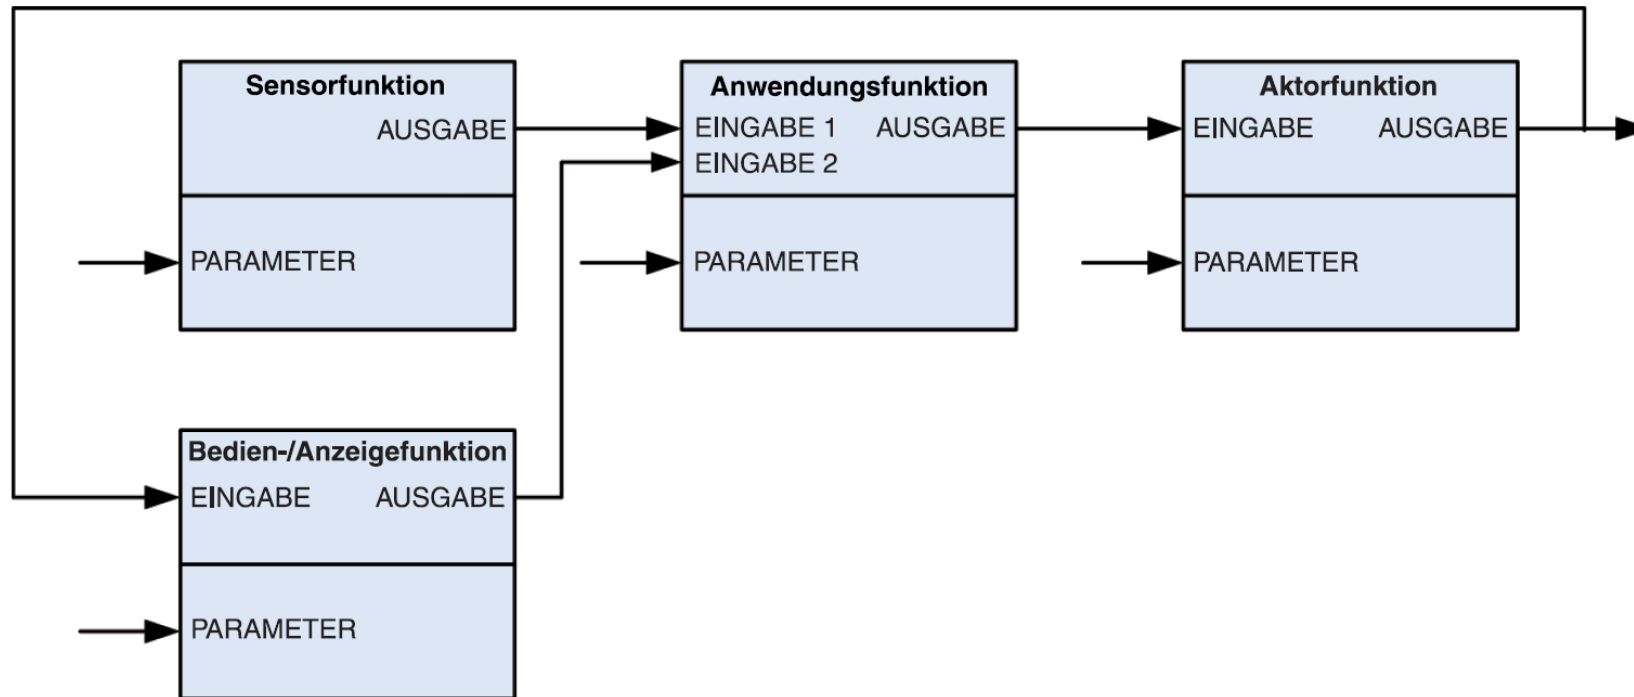 Sensorfunktion
AUSGABE
PARAMETER
Anwendungsfunktion
EINGABE 1 AUSGABE
EINGABE 2
PARAMETER
Aktorfunktion
EINGABE AUSGABE
PARAMETER
Bedien-/Anzeigefunktion
EINGABE AUSGABE
PARAMETER